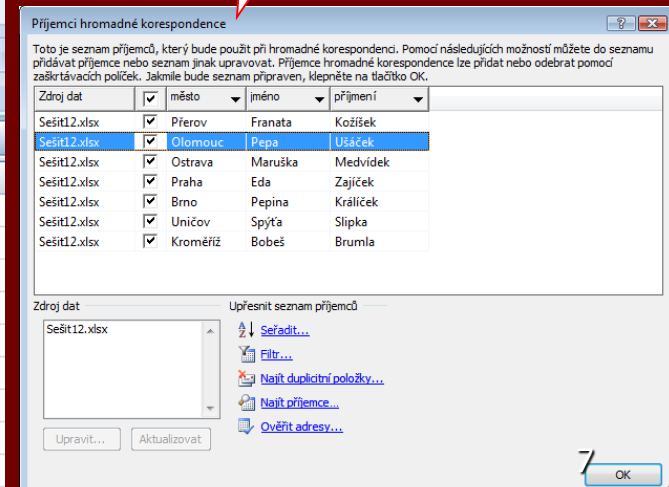 Příjemci hromadné korespondence
Toto je seznam příjemců, který bude použit při hromadné korespondenci. Pomocí následujících možností můžete do seznamu
přidávat příjemce nebo seznam jinak upravovat. Příjemce hromadné korespondence lze přidat nebo odebrat pomocí
zaškrtávacích políček. Jakmile bude seznam připraven, klepněte na tlačítko OK.
Zdroj dat město jméno příjmení
Sešit12.xlsx Přerov Franata Kožíšek
Sešit12.xlsx Olomouc Pepa Ušáček
Sešit12.xlsx Ostrava Maruška Medvídek
Sešit12.xlsx Praha Eda Zajíček
Sešit12.xlsx Brno Pepina Králíček
Sešit12.xlsx Uničov Spýťa Slipka
Sešit12.xlsx Kroměříž Bobeš Brumla
Zdroj dat Upřesnit seznam příjemců
Sešit12.xlsx
Seřadit...
Filtr...
Najít duplicitní položky...
Najít příjemce...
Ověřit adresy...
Upravit... Aktualizovat
7
OK